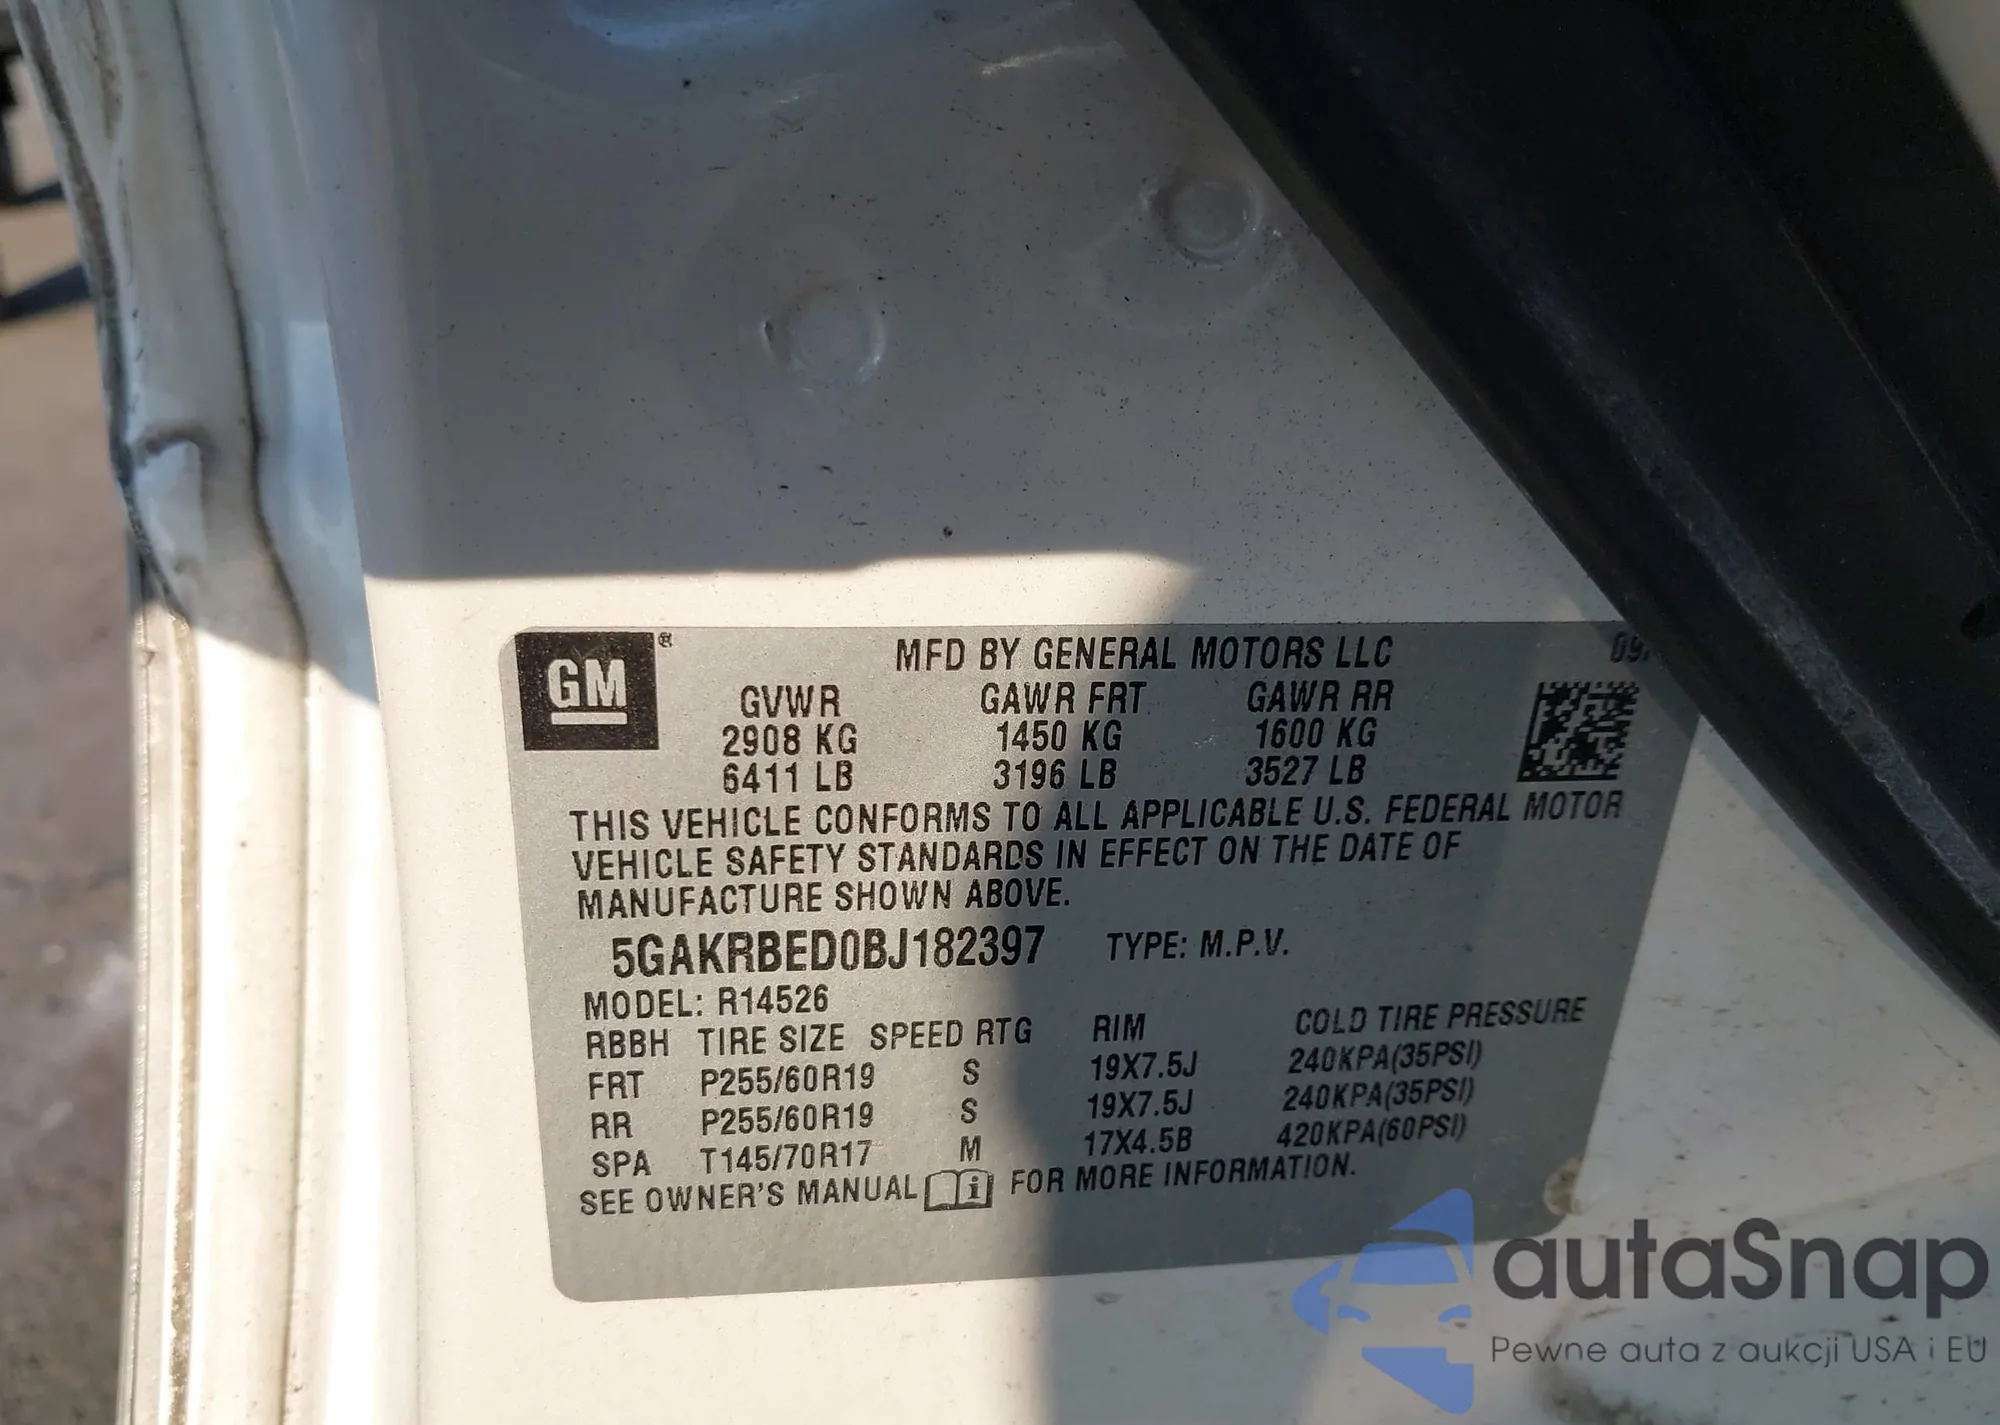 GM ®
MFD BY GENERAL MOTORS LLC 09/
GVWR GAWR FRT GAWR RR
2908 KG 1450 KG 1600 KG
6411 LB 3196 LB 3527 LB
THIS VEHICLE CONFORMS TO ALL APPLICABLE U.S. FEDERAL MOTOR
VEHICLE SAFETY STANDARDS IN EFFECT ON THE DATE OF
MANUFACTURE SHOWN ABOVE.
5GAKRBED0BJ182397 TYPE: M.P.V.
MODEL: R14526
RBBH TIRE SIZE SPEED RTG RIM COLD TIRE PRESSURE
FRT P255/60R19 S 19X7.5J 240KPA(35PSI)
RR P255/60R19 S 19X7.5J 240KPA(35PSI)
SPA T145/70R17 M 17X4.5B 420KPA(60PSI)
SEE OWNER'S MANUAL i FOR MORE INFORMATION.
autaSnap
Pewne auta z aukcji USA i EU